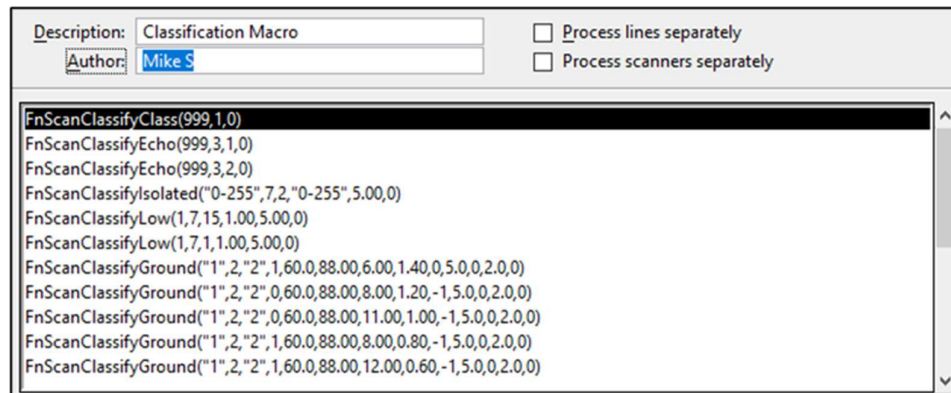 Description: Classification Macro
Process lines separately
Author: Mike S
Process scanners separately
FnScanClassifyClass(999,1,0)
FnScanClassifyEcho(999,3,1,0)
FnScanClassifyEcho(999,3,2,0)
FnScanClassifyIsolated("0-255",7,2,"0-255",5.00,0)
FnScanClassifyLow(1,7,15,1.00,5.00,0)
FnScanClassifyLow(1,7,1,1.00,5.00,0)
FnScanClassifyGround("1",2,"2",1,60.0,88.00,6.00,1.40,0,5.0,0,2.0,0)
FnScanClassifyGround("1",2,"2",0,60.0,88.00,8.00,1.20,-1,5.0,0,2.0,0)
FnScanClassifyGround("1",2,"2",0,60.0,88.00,11.00,1.00,-1,5.0,0,2.0,0)
FnScanClassifyGround("1",2,"2",0,60.0,88.00,8.00,0.80,-1,5.0,0,2.0,0)
FnScanClassifyGround("1",2,"2",1,60.0,88.00,12.00,0.60,-1,5.0,0,2.0,0)